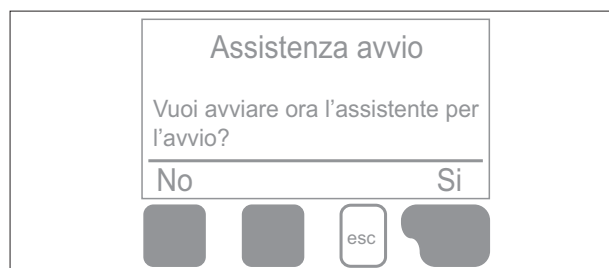 Assistenza avvio
Vuoi avviare ora l'assistente per
l'avvio?
No Si
esc